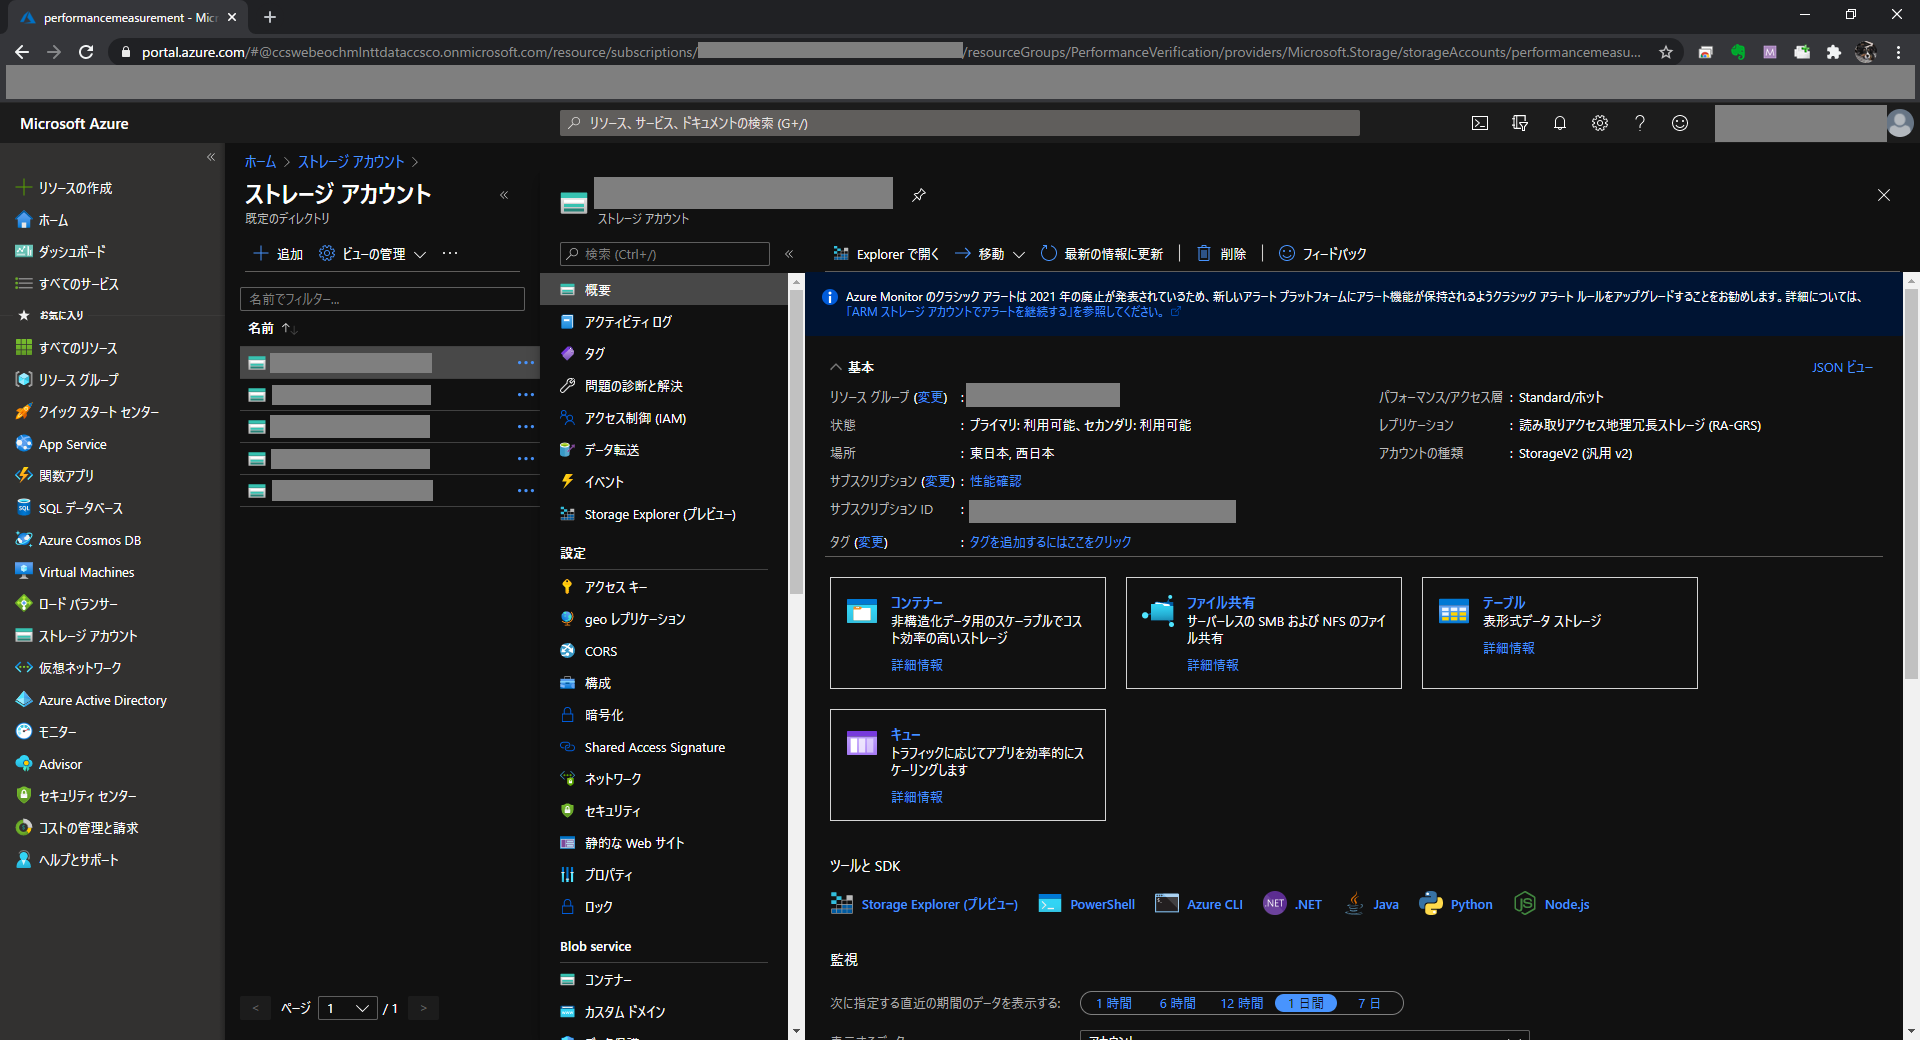 performancemeasurement - Micr
portal.azure.com/#@ccswebeochmlnttdataccsco.onmicrosoft.com/resource/subscriptions/
/resourceGroups/PerformanceVerification/providers/Microsoft.Storage/storageAccounts/performancemeasu...
Microsoft Azure
リソース、サービス、ドキュメントの検索 (G+/)
リソースの作成
ホーム
ダッシュボード
すべてのサービス
お気に入り
すべてのリソース
リソース グループ
クイック スタート センター
App Service
関数アプリ
SQL データベース
Azure Cosmos DB
Virtual Machines
ロード バランサー
ストレージ アカウント
仮想ネットワーク
Azure Active Directory
モニター
Advisor
セキュリティ センター
コストの管理と請求
ヘルプとサポート
ホーム > ストレージ アカウント >
ストレージ アカウント
既定のディレクトリ
追加
ビューの管理
名前でフィルター...
名前
ページ 1 / 1
ストレージ アカウント
検索 (Ctrl+/)
概要
アクティビティ ログ
タグ
問題の診断と解決
アクセス制御 (IAM)
データ転送
イベント
Storage Explorer (プレビュー)
設定
アクセス キー
geo レプリケーション
CORS
構成
暗号化
Shared Access Signature
ネットワーク
セキュリティ
静的な Web サイト
プロパティ
ロック
Blob service
コンテナー
カスタム ドメイン
Explorer で開く
移動
最新の情報に更新
削除
フィードバック
Azure Monitor のクラシック アラートは 2021 年の廃止が発表されているため、新しいアラート プラットフォームにアラート機能が保持されるようクラシック アラート ルールをアップグレードすることをお勧めします。詳細については、
「ARM ストレージ アカウントでアラートを継続する」を参照してください。
基本
JSON ビュー
リソース グループ (変更) :
状態 : プライマリ: 利用可能、セカンダリ: 利用可能
場所 : 東日本, 西日本
サブスクリプション (変更) : 性能確認
サブスクリプション ID :
タグ (変更) : タグを追加するにはここをクリック
パフォーマンス/アクセス層 : Standard/ホット
レプリケーション : 読み取りアクセス地理冗長ストレージ (RA-GRS)
アカウントの種類 : StorageV2 (汎用 v2)
コンテナー
非構造化データ用のスケーラブルでコス
ト効率の高いストレージ
詳細情報
ファイル共有
サーバーレスの SMB および NFS のファイ
ル共有
詳細情報
テーブル
表形式データ ストレージ
詳細情報
キュー
トラフィックに応じてアプリを効率的にス
ケーリングします
詳細情報
ツールと SDK
Storage Explorer (プレビュー)
PowerShell
Azure CLI
.NET
Java
Python
Node.js
監視
次に指定する直近の期間のデータを表示する:
1 時間
6 時間
12 時間
1 日間
7 日